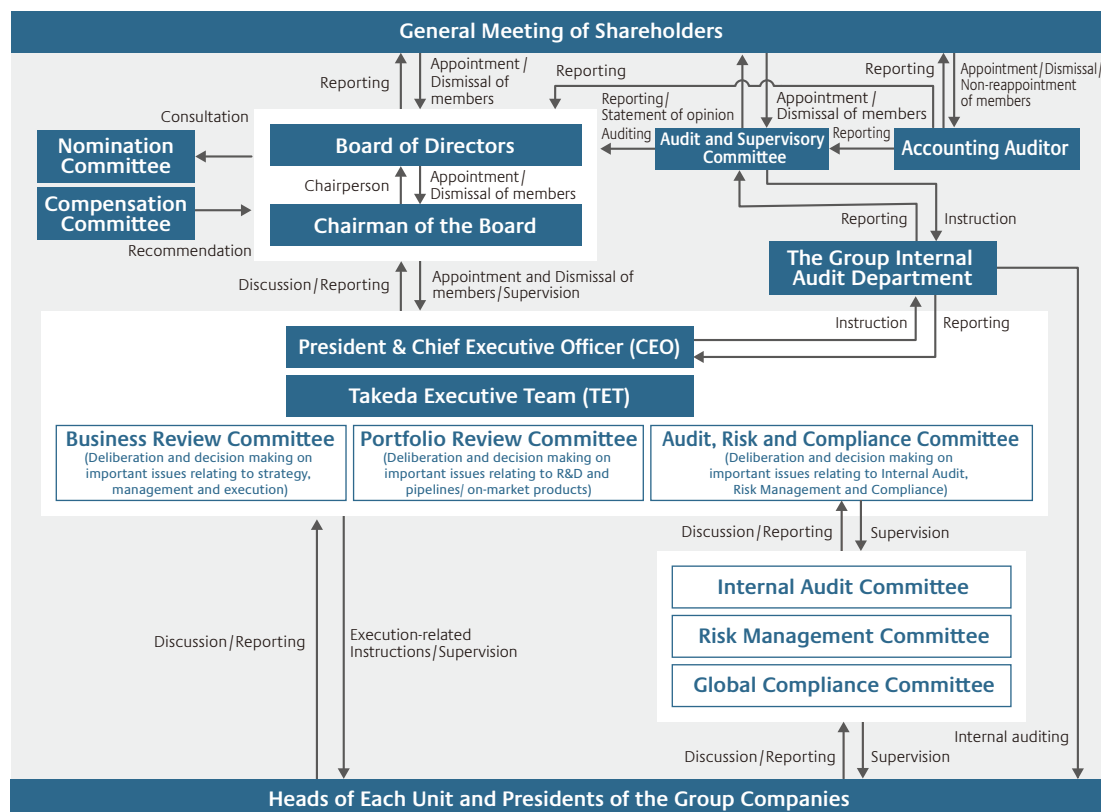 General Meeting of Shareholders
Reporting
Appointment/
Dismissal of
members
Reporting
Reporting/
Statement of opinion
Appointment/
Dismissal of members
Reporting
Appointment/Dismissal/
Non-reappointment
of members
Consultation
Nomination
Committee
Compensation
Committee
Recommendation
Board of Directors
Chairperson
Appointment/
Dismissal of members
Chairman of the Board
Auditing
Audit and Supervisory
Committee
Reporting
Accounting Auditor
Reporting
Instruction
The Group Internal
Audit Department
Discussion/Reporting
Appointment and Dismissal of
members/Supervision
Instruction
Reporting
President & Chief Executive Officer (CEO)
Takeda Executive Team (TET)
Business Review Committee
(Deliberation and decision making on
important issues relating to strategy,
management and execution)
Portfolio Review Committee
(Deliberation and decision making on
important issues relating to R&D and
pipelines/ on-market products)
Audit, Risk and Compliance Committee
(Deliberation and decision making on
important issues relating to Internal Audit,
Risk Management and Compliance)
Discussion/Reporting
Supervision
Internal Audit Committee
Risk Management Committee
Global Compliance Committee
Discussion/Reporting
Execution-related
Instructions/Supervision
Discussion/Reporting
Supervision
Internal auditing
Heads of Each Unit and Presidents of the Group Companies